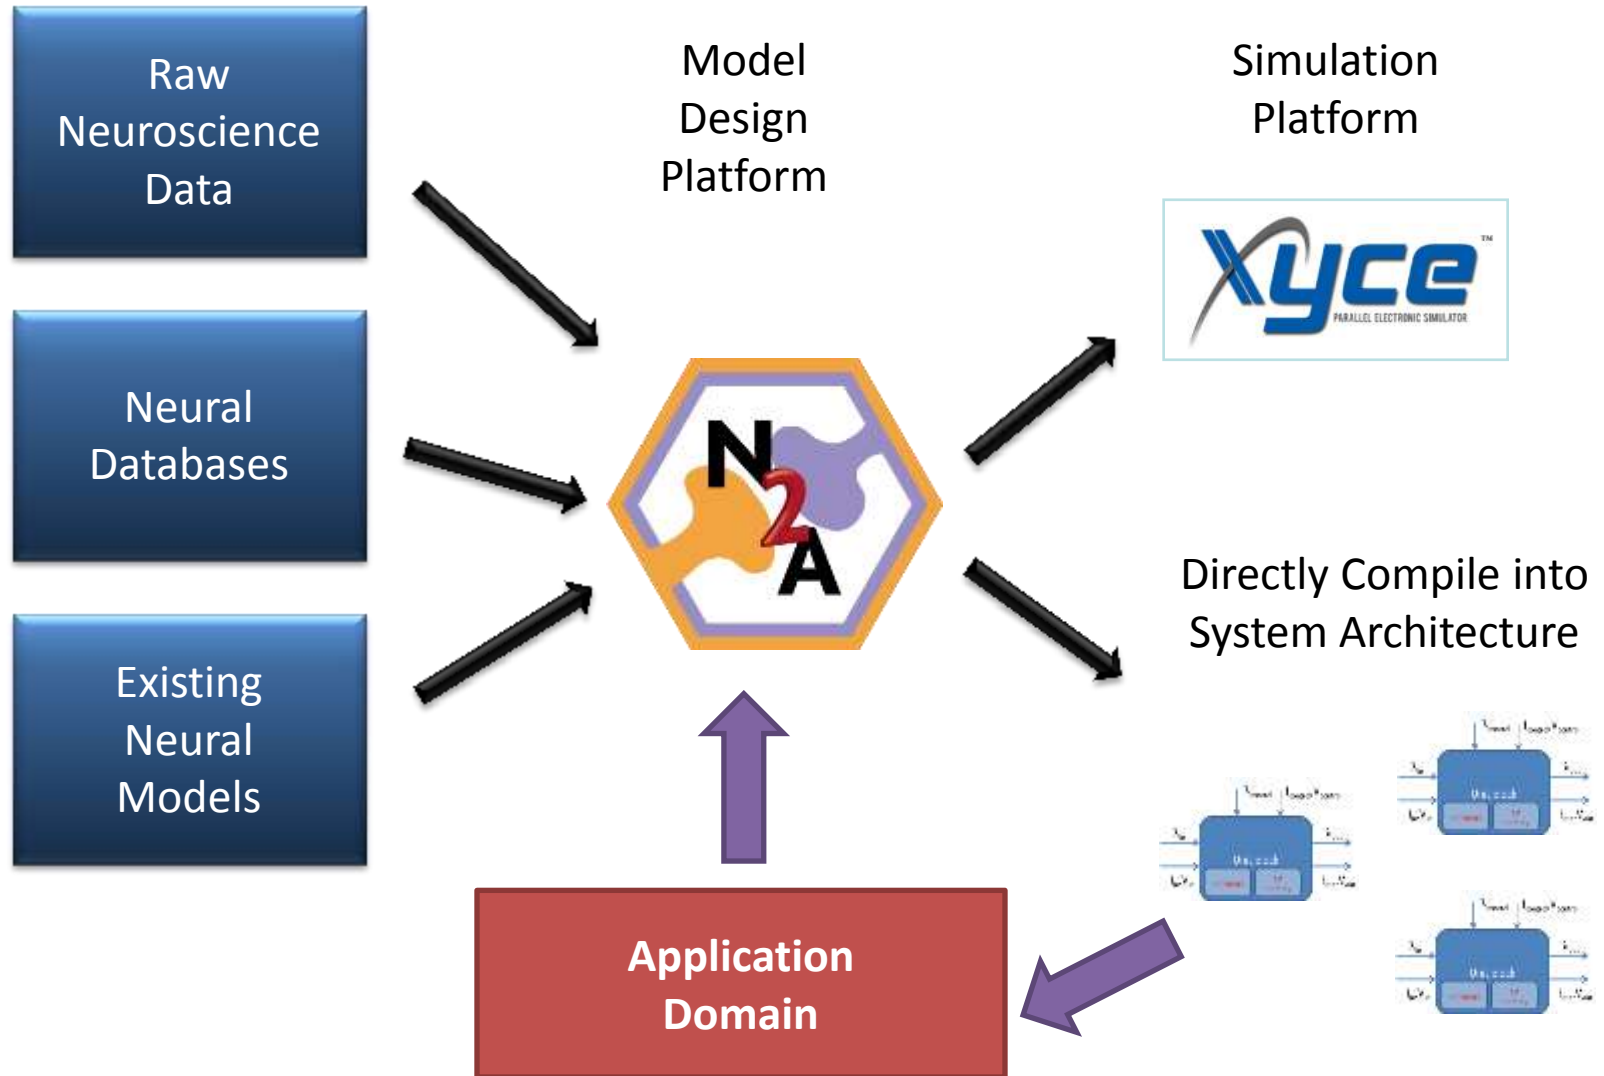 Raw
Neuroscience
Data
Model
Design
Platform
Simulation
Platform
Xyce™
PARALLEL ELECTRONIC SIMULATOR
Neural
Databases
N
2
A
Directly Compile into
System Architecture
Existing
Neural
Models
Application
Domain